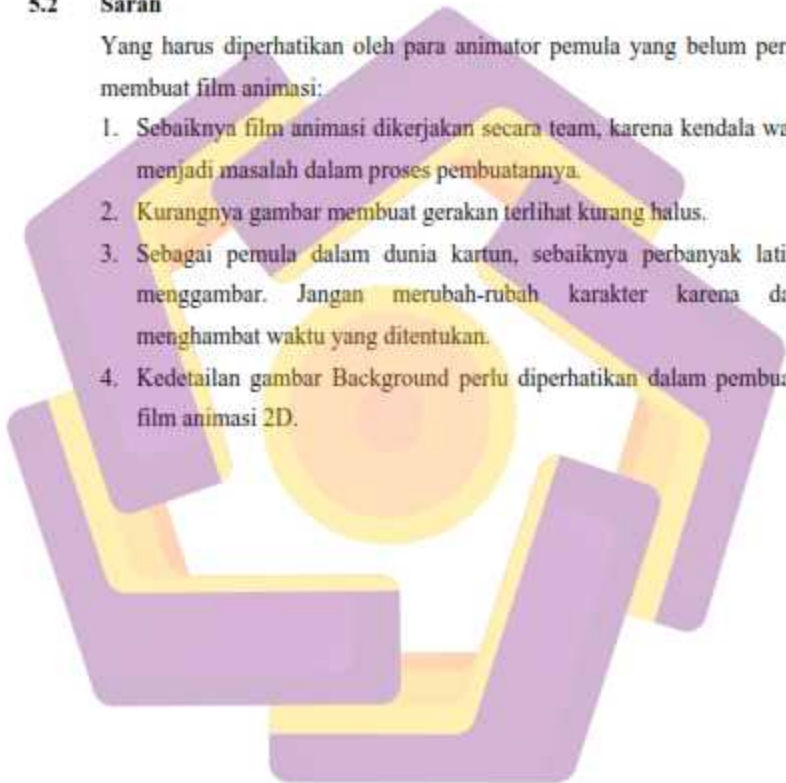 5.2 Saran
Yang harus diperhatikan oleh para animator pemula yang belum per
membuat film animasi:
1. Sebaiknya film animasi dikerjakan secara team, karena kendala wa
menjadi masalah dalam proses pembuatannya.
2. Kurangnya gambar membuat gerakan terlihat kurang halus.
3. Sebagai pemula dalam dunia kartun, sebaiknya perbanyak lati
menggambar. Jangan merubah-rubah karakter karena da
menghambat waktu yang ditentukan.
4. Kedetailan gambar Background perlu diperhatikan dalam pembua
film animasi 2D.